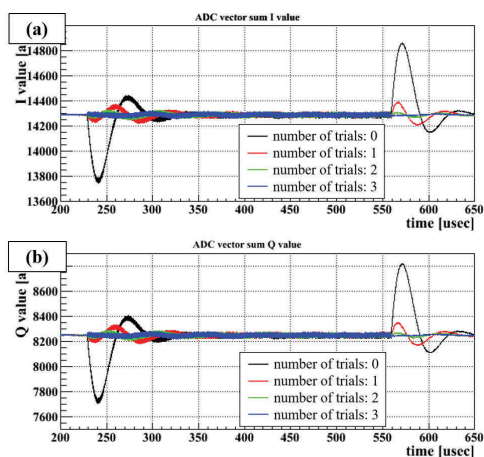 (a)
ADC vector sum I value
I value [a
14800
14600
14400
14200
14000
13800
13600
number of trials: 0
number of trials: 1
number of trials: 2
number of trials: 3
200 250 300 350 400 450 500 550 600 650
time [usec]
(b)
ADC vector sum Q value
Q value [a
8600
8400
8200
8000
7800
7600
number of trials: 0
number of trials: 1
number of trials: 2
number of trials: 3
200 250 300 350 400 450 500 550 600 650
time [usec]